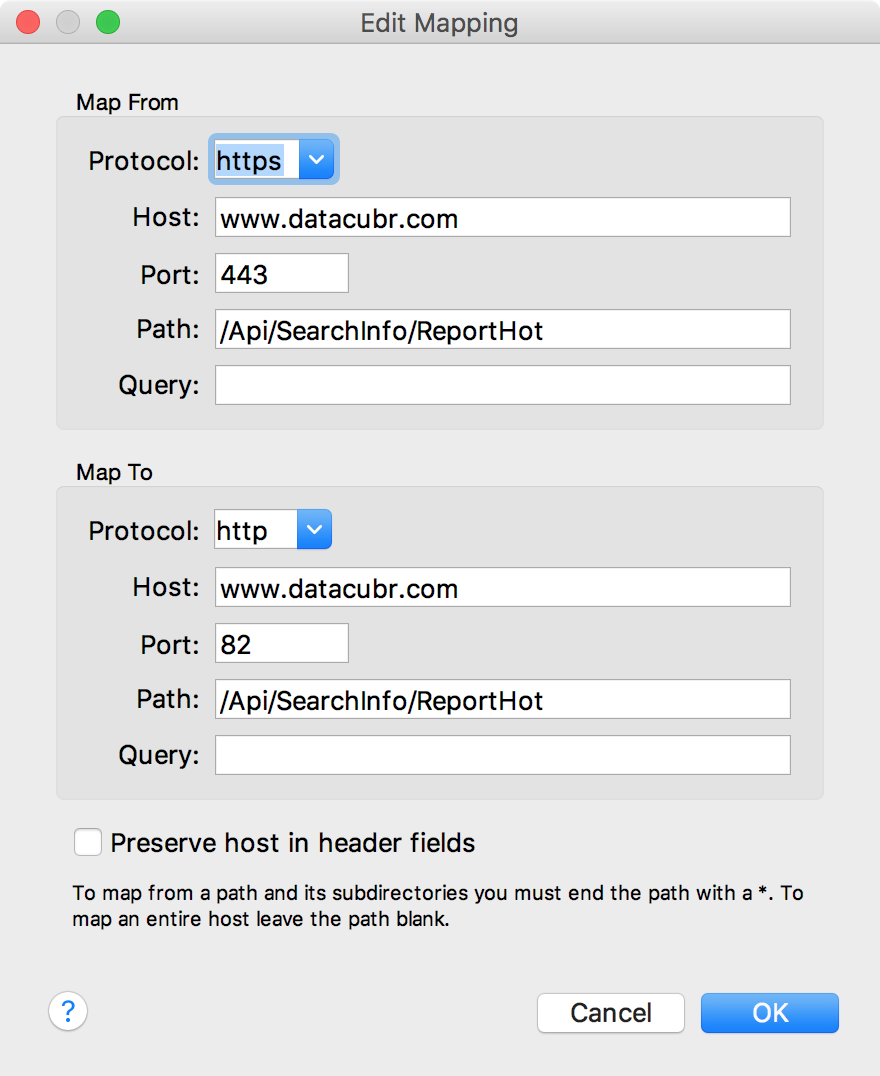 Edit Mapping
Map From
Protocol: https
Host: www.datacubr.com
Port: 443
Path: /Api/SearchInfo/ReportHot
Query:
Map To
Protocol: http
Host: www.datacubr.com
Port: 82
Path: /Api/SearchInfo/ReportHot
Query:
Preserve host in header fields
To map from a path and its subdirectories you must end the path with a *. To
map an entire host leave the path blank.
? Cancel OK